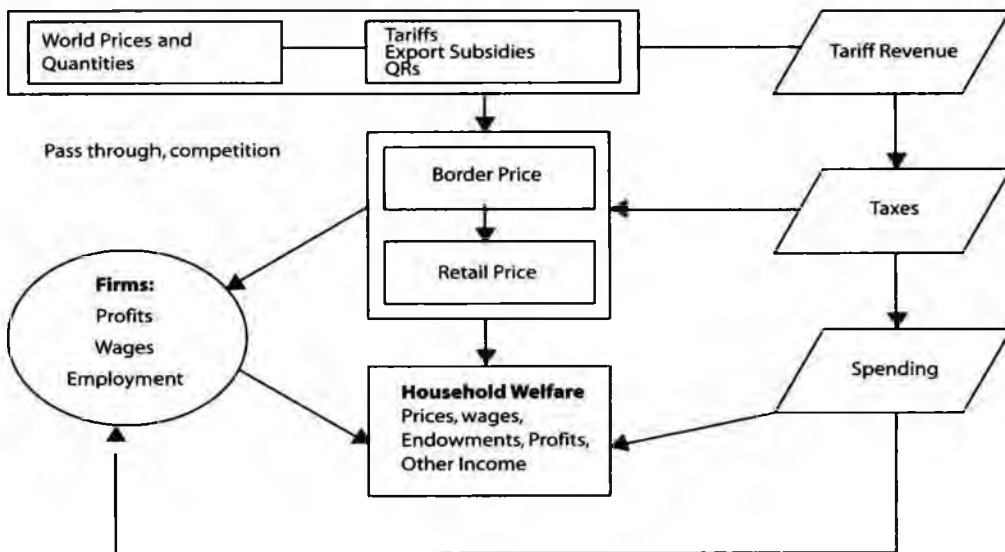 World Prices and
Quantities
Tariffs
Export Subsidies
QRs
Tariff Revenue
Pass through, competition
Border Price
Taxes
Retail Price
Firms:
Profits
Wages
Employment
Household Welfare
Prices, wages,
Endowments, Profits,
Other Income
Spending